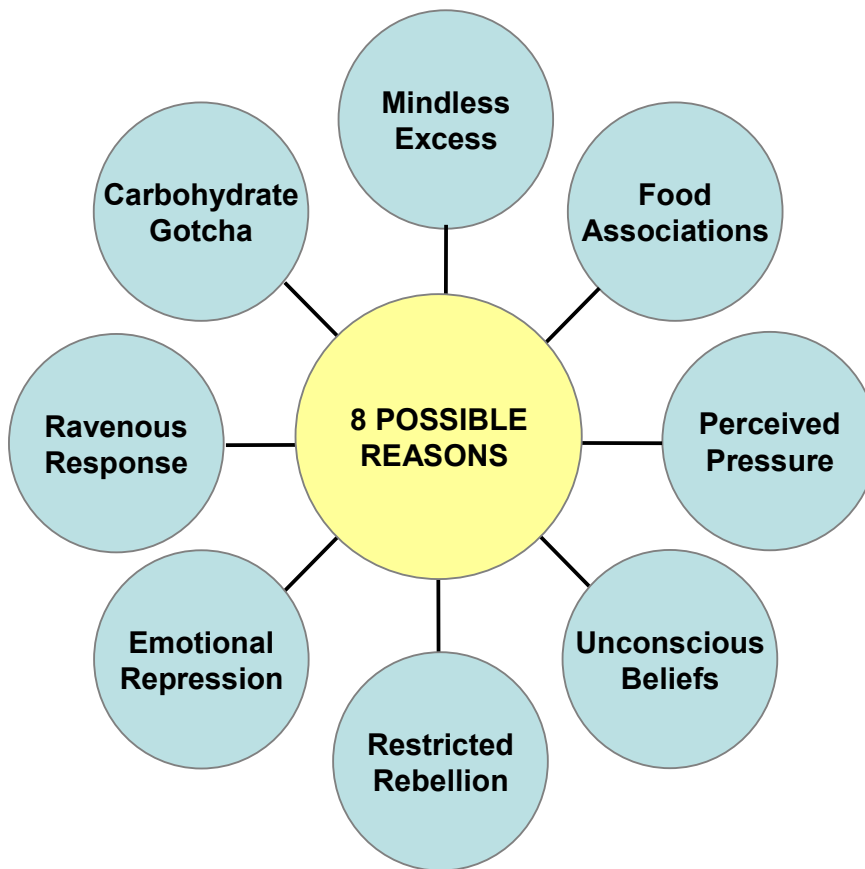 Mindless
Excess
Food
Associations
Perceived
Pressure
Unconscious
Beliefs
Restricted
Rebellion
Emotional
Repression
Ravenous
Response
Carbohydrate
Gotcha
8 POSSIBLE
REASONS